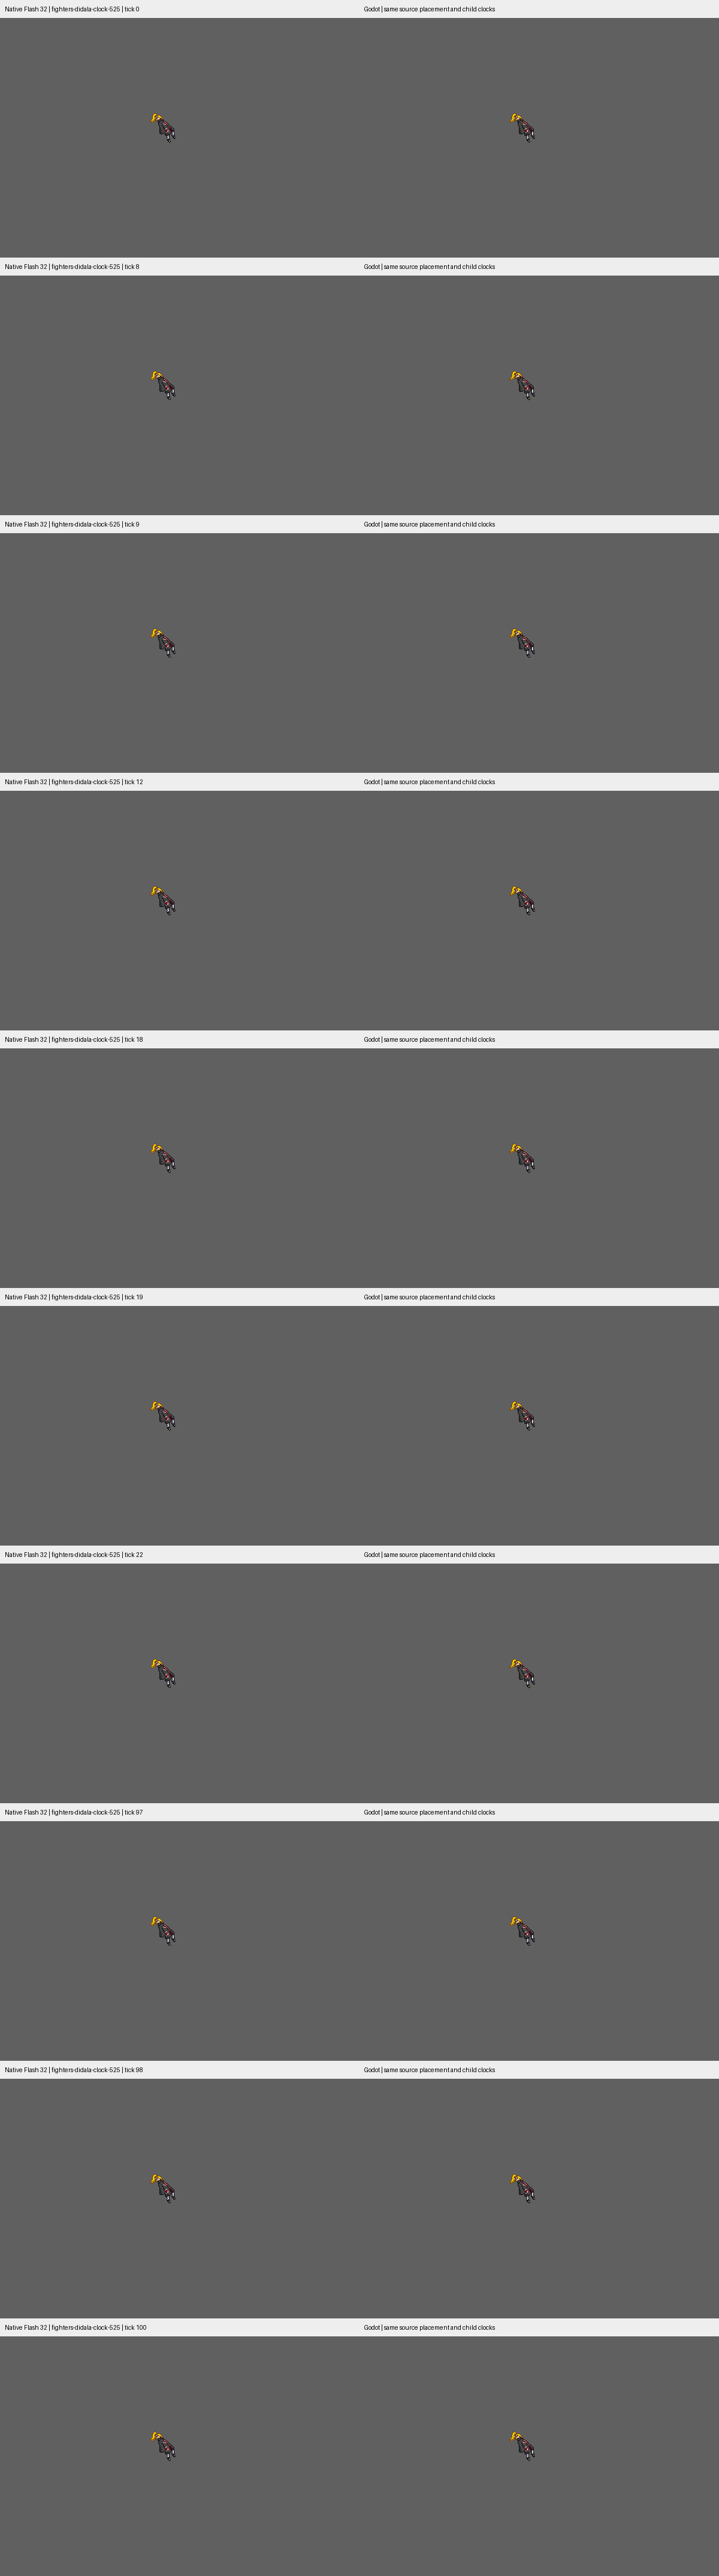 Native Flash 32 | fighters-didala-clock-525 | tick 0
Godot | same source placement and child clocks
Native Flash 32 | fighters-didala-clock-525 | tick 8
Godot | same source placement and child clocks
Native Flash 32 | fighters-didala-clock-525 | tick 9
Godot | same source placement and child clocks
Native Flash 32 | fighters-didala-clock-525 | tick 12
Godot | same source placement and child clocks
Native Flash 32 | fighters-didala-clock-525 | tick 18
Godot | same source placement and child clocks
Native Flash 32 | fighters-didala-clock-525 | tick 19
Godot | same source placement and child clocks
Native Flash 32 | fighters-didala-clock-525 | tick 22
Godot | same source placement and child clocks
Native Flash 32 | fighters-didala-clock-525 | tick 97
Godot | same source placement and child clocks
Native Flash 32 | fighters-didala-clock-525 | tick 98
Godot | same source placement and child clocks
Native Flash 32 | fighters-didala-clock-525 | tick 100
Godot | same source placement and child clocks